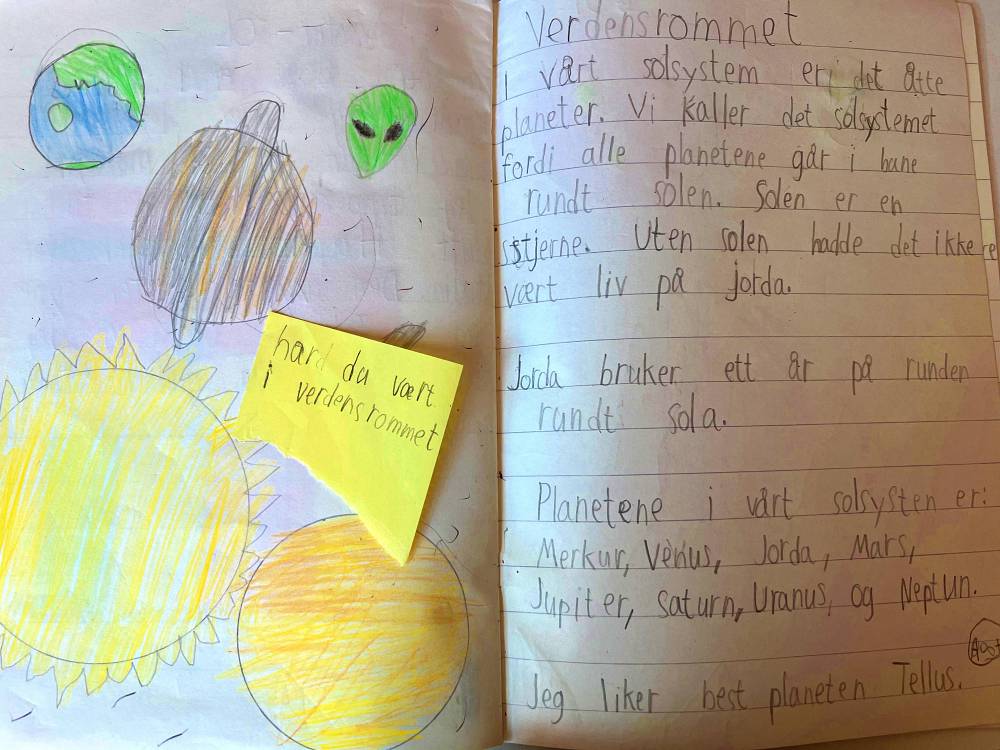 hard du vært
i verdensrommet
Verdensrommet
I vårt solsystem er det åtte
planeter. Vi kaller det solsystemet
fordi alle planetene går i bane
rundt solen. Solen er en
stjerne. Uten solen hadde det ikke
vært liv på jorda.
Jorda bruker ett år på runden
rundt sola.
Planetene i vårt solsysten er:
Merkur, Venus, Jorda, Mars,
Jupiter, saturn, Uranus, og Neptun.
Jeg liker best planeten Tellus.